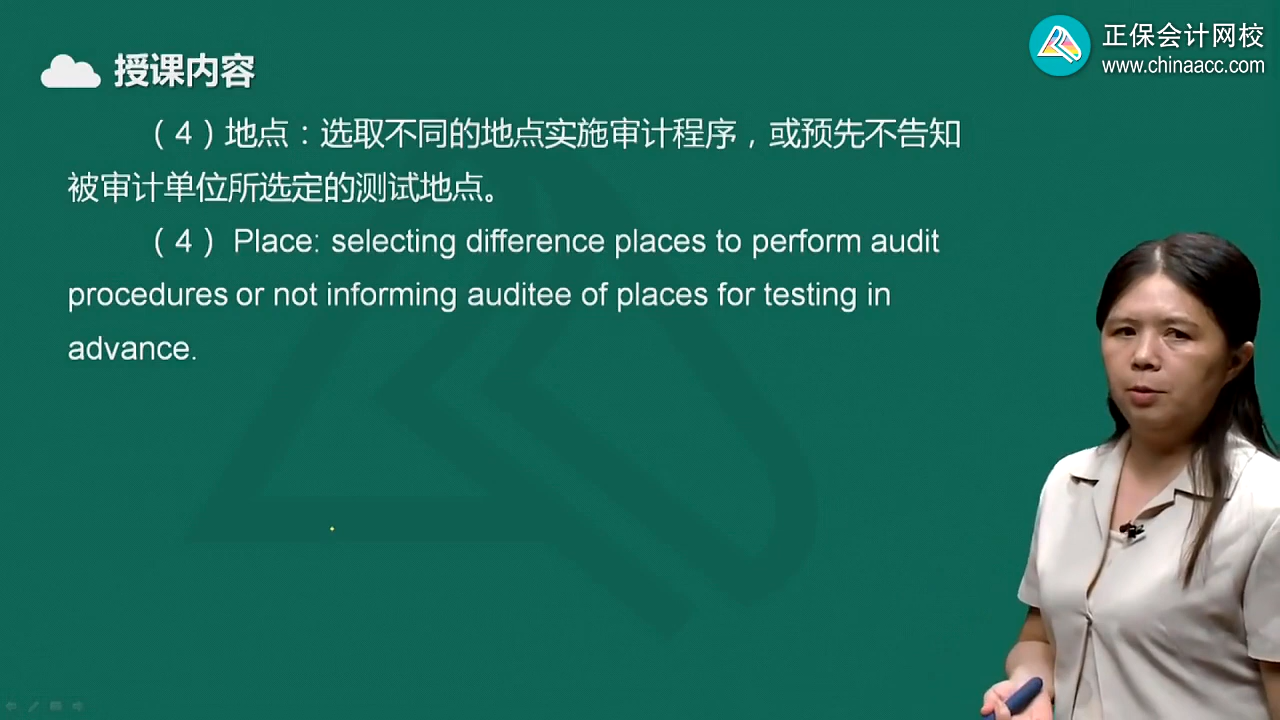 正保会计网校
www.chinaacc.com
授课内容
（4）地点：选取不同的地点实施审计程序，或预先不告知
被审计单位所选定的测试地点。
（4） Place: selecting difference places to perform audit
procedures or not informing auditee of places for testing in
advance.